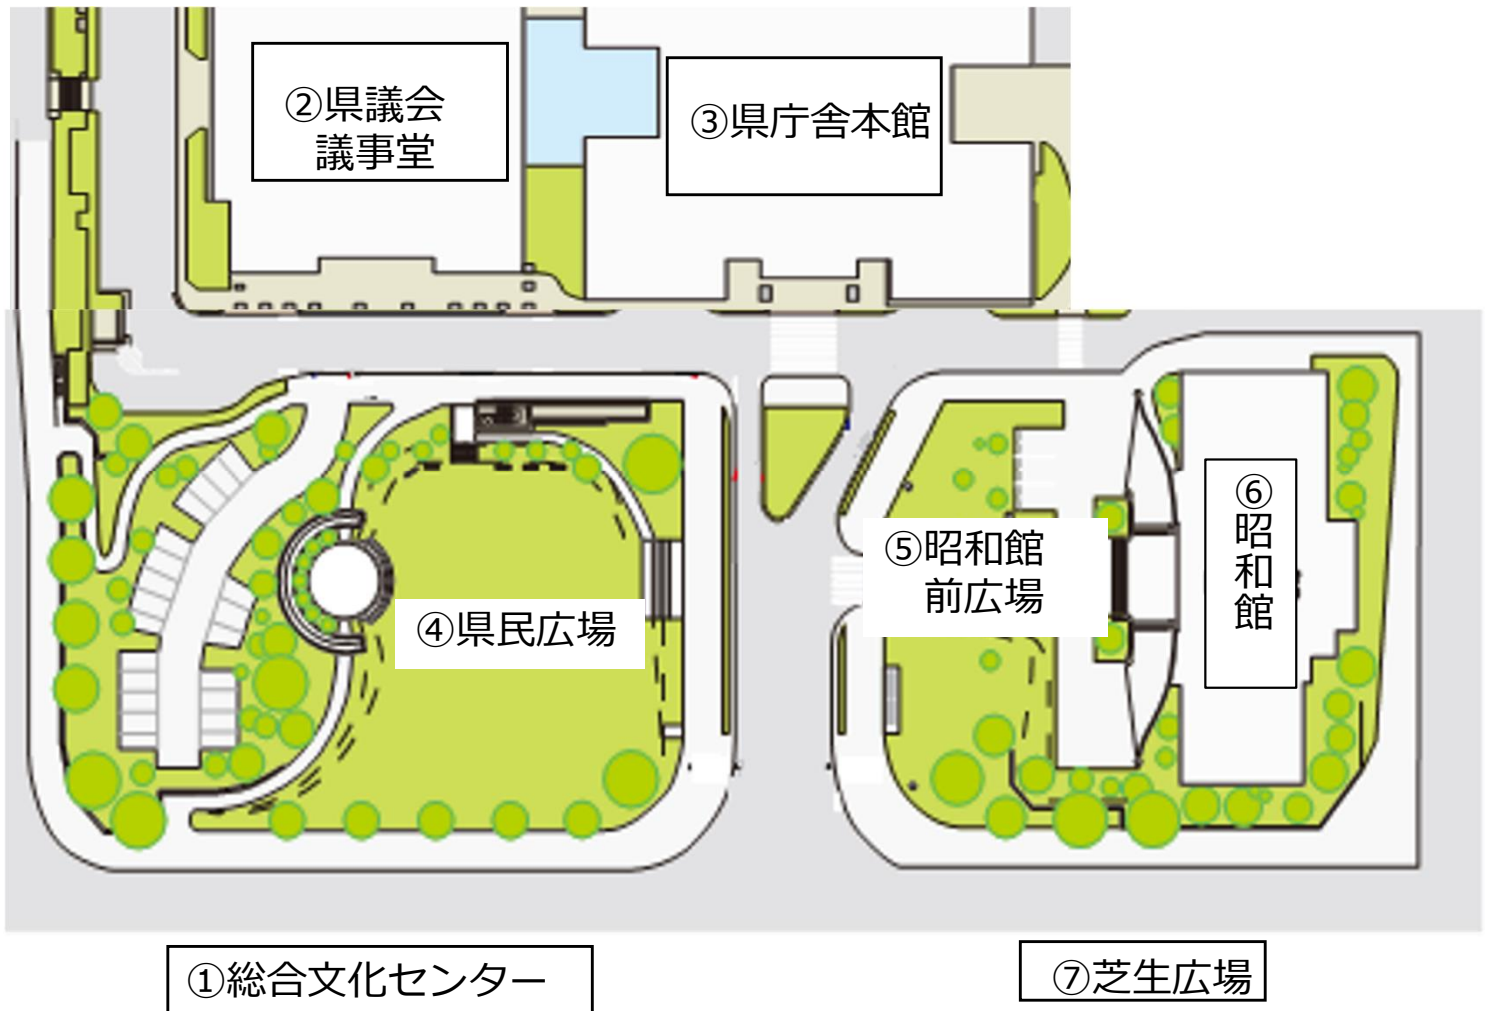 ②県議会
議事堂
③県庁舎本館
④県民広場
⑤昭和館
前広場
⑥昭和館
①総合文化センター
⑦芝生広場